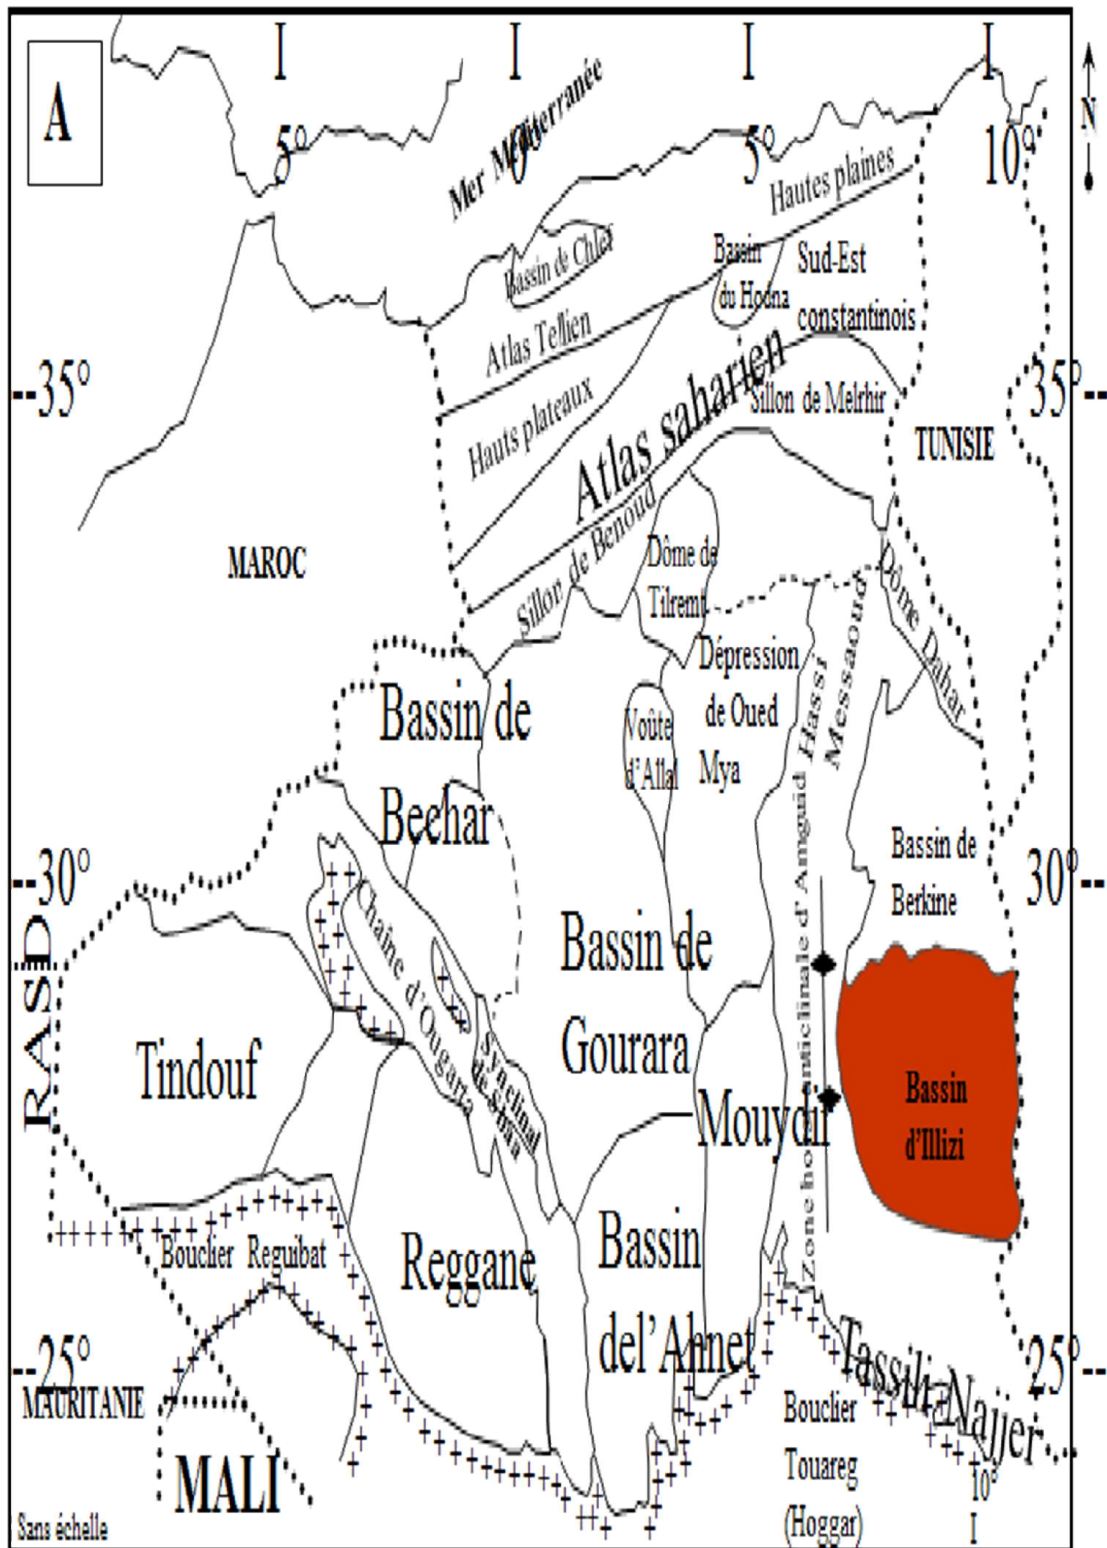 A
I I I I
N
5° 0° 5° 10°
Mer Méditerranée
Hautes plaines
Bassin de Chlef
Bassin
du Hodna
Sud-Est
constantinois
Atlas Tellien
--35° 35° --
Hauts plateaux
Atlas saharien
Sillon de Melrhir
TUNISIE
Sillon de Benoud
MAROC
Dôme de
Tilremt
Dôme Dahar
Dépression
de Oued
Mya
Hassi
Messaoud
Bassin de
Bechar
Voûte
d'Allal
Bassin de
Berkine
--30° 30° --
Chaine d'Ougarta
Bassin de
Gourara
RASD
Tindouf
Synclinal
de
Mouydir
Zone horst anticlinale d'Amguid
Bassin
d'Illizi
Bouclier Reguibat
Reggane
Bassin
del'Ahnet
--25° 25° --
Tassili Najjer
MAURITANIE
MALI
Bouclier
Touareg
(Hoggar)
10°
I
Sans échelle